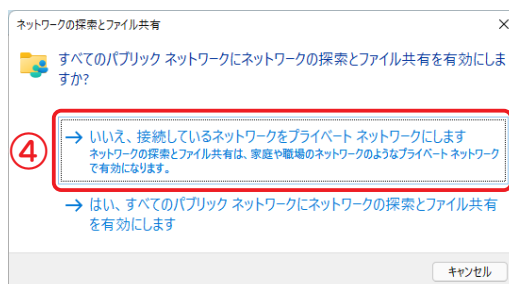 ネットワークの探索とファイル共有
すべてのパブリック ネットワークにネットワークの探索とファイル共有を有効にしま
すか?
④
→ いいえ、接続しているネットワークをプライベート ネットワークにします
ネットワークの探索とファイル共有は、家庭や職場のネットワークのようなプライベート ネットワーク
で有効になります。
→ はい、すべてのパブリック ネットワークにネットワークの探索とファイル共有
を有効にします
キャンセル